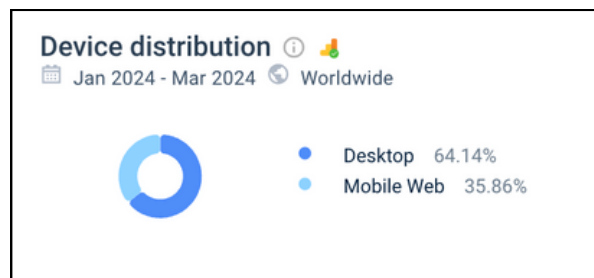 Device distribution
Jan 2024 - Mar 2024 Worldwide
Desktop 64.14%
Mobile Web 35.86%